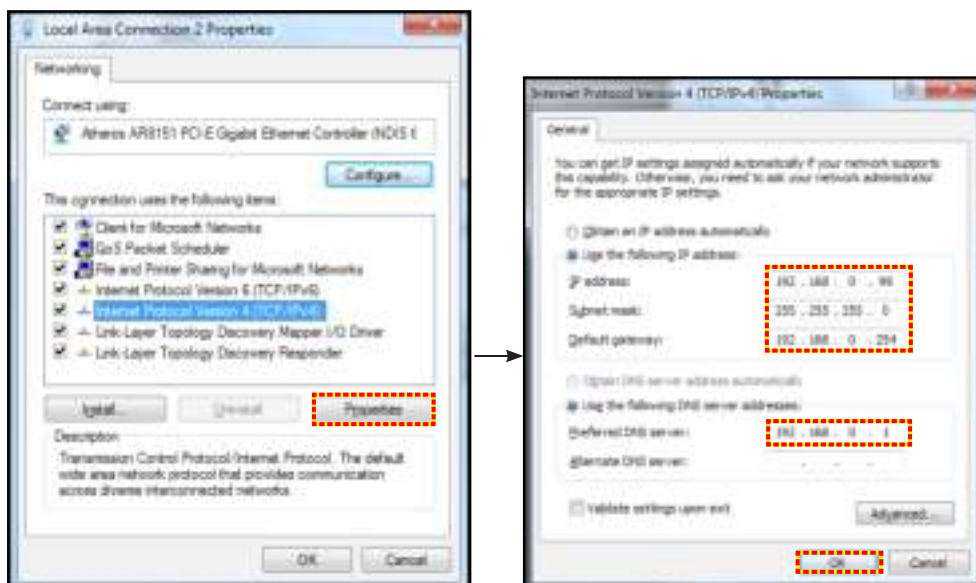 Local Area Connection 2 Properties
Networking
Connect using:
Atheros AR8151 PCI-E Gigabit Ethernet Controller (NDIS 6
Configure...
This connection uses the following items:
Client for Microsoft Networks
QoS Packet Scheduler
File and Printer Sharing for Microsoft Networks
Internet Protocol Version 6 (TCP/IPv6)
Internet Protocol Version 4 (TCP/IPv4)
Link-Layer Topology Discovery Mapper I/O Driver
Link-Layer Topology Discovery Responder
Install...
Uninstall
Properties
Description
Transmission Control Protocol/Internet Protocol. The default
wide area network protocol that provides communication
across diverse interconnected networks.
OK
Cancel
Internet Protocol Version 4 (TCP/IPv4) Properties
General
You can get IP settings assigned automatically if your network supports
this capability. Otherwise, you need to ask your network administrator
for the appropriate IP settings.
Obtain an IP address automatically
Use the following IP address:
IP address: 192 . 168 . 0 .
Subnet mask: 255 . 255 . 255 . 0
Default gateway: 192 . 168 . 0 . 254
Obtain DNS server address automatically
Use the following DNS server addresses:
Preferred DNS server: 192 . 168 . 0 . 1
Alternate DNS server: . . .
Validate settings upon exit
Advanced...
OK
Cancel